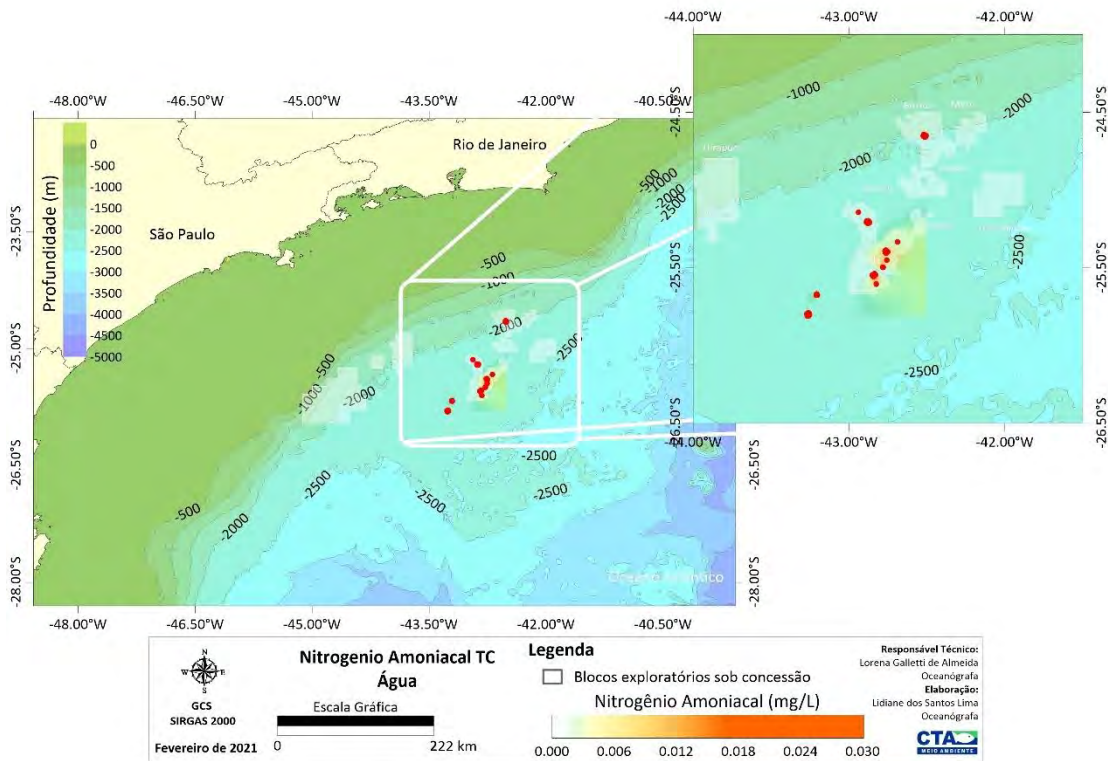 -44.00°W -43.00°W -42.00°W
-48.00°W -46.50°W -45.00°W -43.50°W -42.00°W -40.50°W
-24.50°S
-25.50°S
-26.50°S
-1000
-2000
-2000
-2500
-2500
Profundidade (m)
0
-500
-1000
-1500
-2000
-2500
-3000
-3500
-4000
-4500
-5000
Rio de Janeiro
São Paulo
-23.50°S
-25.00°S
-26.50°S
-28.00°S
-500
-1000
-2000
-2500
-500
-1000
-2000
-2500
-500
-1000
-2000
-2500
-2500
-2500
-2500
-500
-2000
-24.50°S
-25.50°S
-26.50°S
-44.00°W -43.00°W -42.00°W
-26.50°S
-28.00°S
Oceano Atlântico
-48.00°W -46.50°W -45.00°W -43.50°W -42.00°W -40.50°W
N
W E
S
GCS
SIRGAS 2000
Fevereiro de 2021
Nitrogenio Amoniacal TC
Água
Escala Gráfica
0 222 km
Legenda
Blocos exploratórios sob concessão
Nitrogênio Amoniacal (mg/L)
0.000 0.006 0.012 0.018 0.024 0.030
Responsável Técnico:
Lorena Galletti de Almeida
Oceanógrafa
Elaboração:
Lidiane dos Santos Lima
Oceanógrafa
CTA
MEIO AMBIENTE